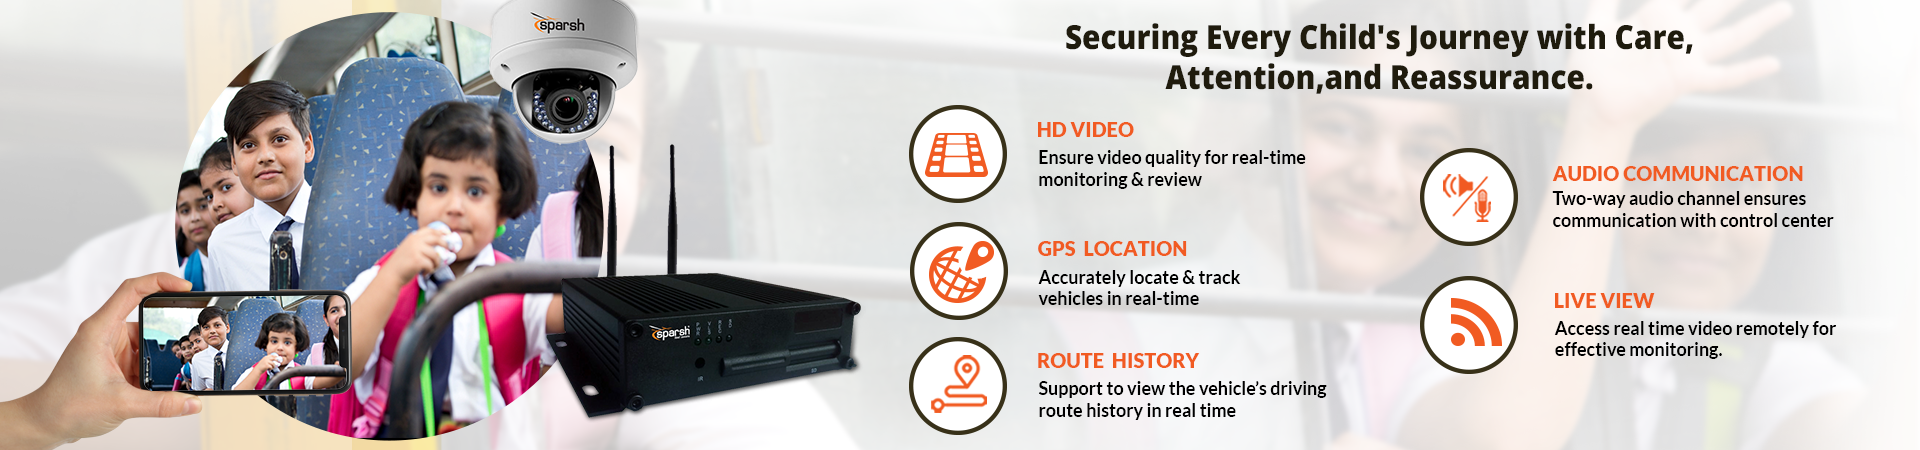 sparsh
sparsh
Securing Every Child's Journey with Care,
Attention,and Reassurance.
HD VIDEO
Ensure video quality for real-time
monitoring & review
GPS LOCATION
Accurately locate & track
vehicles in real-time
ROUTE HISTORY
Support to view the vehicle’s driving
route history in real time
AUDIO COMMUNICATION
Two-way audio channel ensures
communication with control center
LIVE VIEW
Access real time video remotely for
effective monitoring.